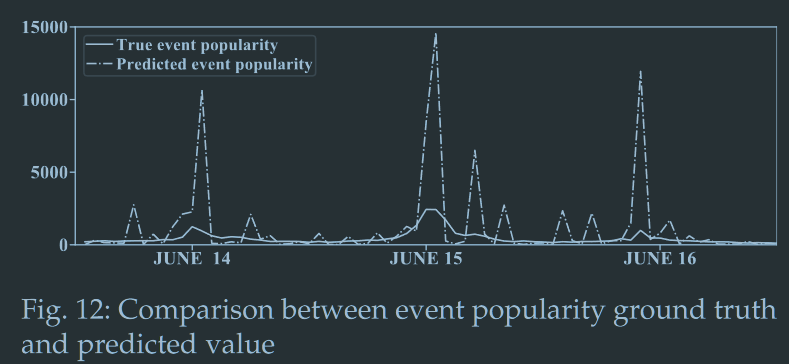 15000
True event popularity
Predicted event popularity
10000
5000
0
JUNE 14 JUNE 15 JUNE 16
Fig. 12: Comparison between event popularity ground truth
and predicted value